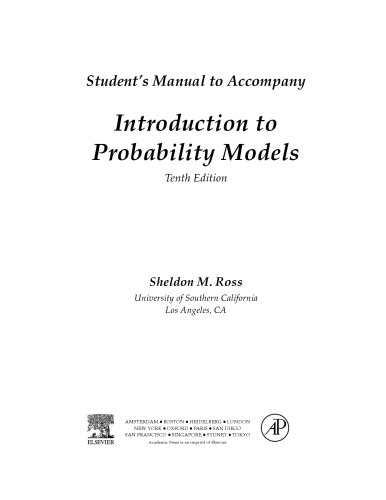 Student's Manual to Accompany
Introduction to
Probability Models
Tenth Edition
Sheldon M. Ross
University of Southern California
Los Angeles, CA
AMSTERDAM • BOSTON • HEIDELBERG • LONDON
NEW YORK • OXFORD • PARIS • SAN DIEGO
SAN FRANCISCO • SINGAPORE • SYDNEY • TOKYO
Academic Press is an imprint of Elsevier
ELSEVIER
AP